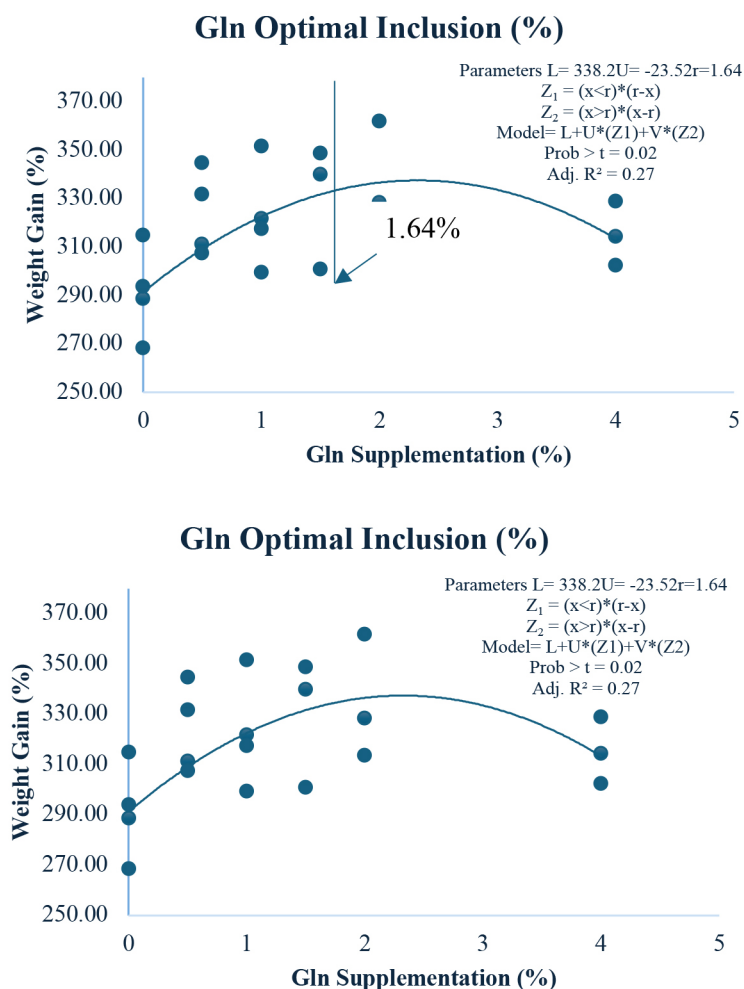 Gln Optimal Inclusion (%)
Parameters L= 338.2U= -23.52r=1.64
Z₁ = (x<r)*(r-x)
Z₂ = (x>r)*(x-r)
Model= L+U*(Z1)+V*(Z2)
Prob > t = 0.02
Adj. R² = 0.27
370.00
350.00
330.00
310.00
290.00
270.00
250.00
Weight Gain (%)
1.64%
0 1 2 3 4 5
Gln Supplementation (%)
Gln Optimal Inclusion (%)
Parameters L= 338.2U= -23.52r=1.64
Z₁ = (x<r)*(r-x)
Z₂ = (x>r)*(x-r)
Model= L+U*(Z1)+V*(Z2)
Prob > t = 0.02
Adj. R² = 0.27
370.00
350.00
330.00
310.00
290.00
270.00
250.00
Weight Gain (%)
0 1 2 3 4 5
Gln Supplementation (%)